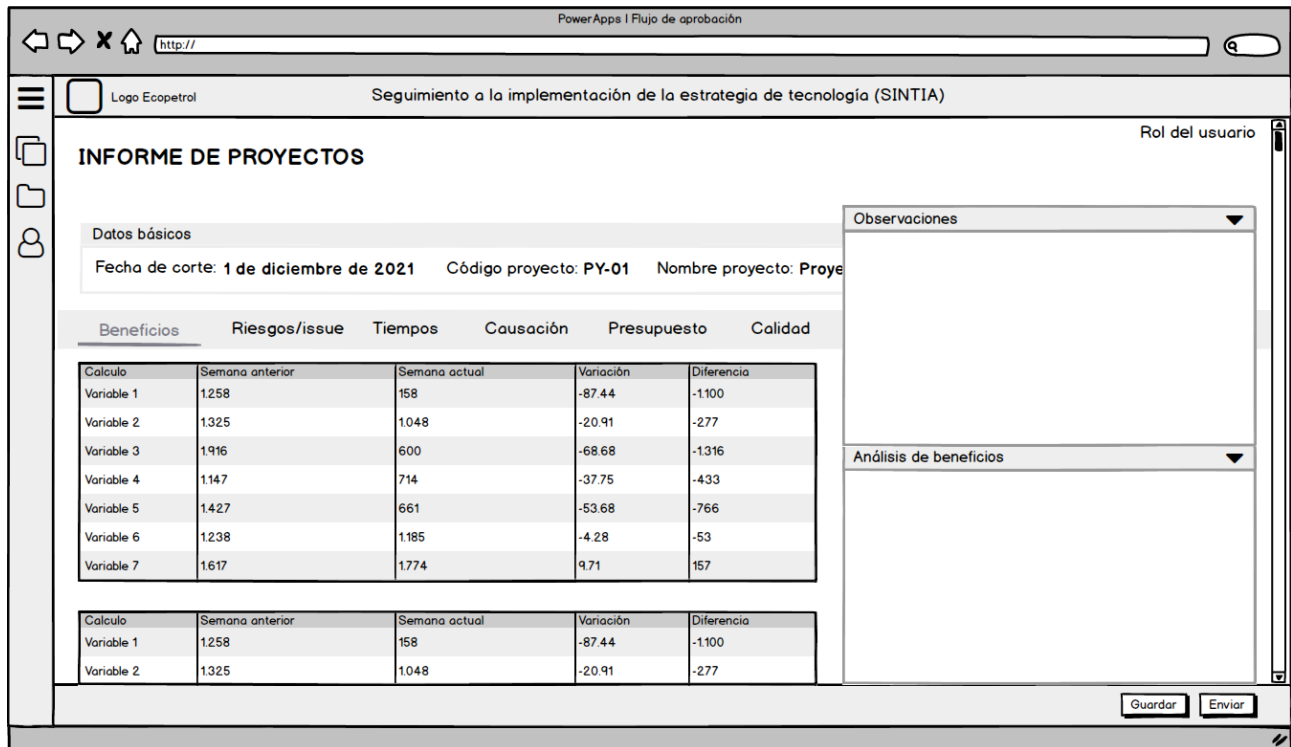 PowerApps | Flujo de aprobación
http://
Logo Ecopetrol
Seguimiento a la implementación de la estrategia de tecnología (SINTIA)
Rol del usuario
INFORME DE PROYECTOS
Datos básicos
Fecha de corte: 1 de diciembre de 2021 Código proyecto: PY-01 Nombre proyecto: Proye
Beneficios Riesgos/issue Tiempos Causación Presupuesto Calidad
Calculo Semana anterior Semana actual Variación Diferencia
Variable 1 1.258 158 -87.44 -1.100
Variable 2 1.325 1.048 -20.91 -277
Variable 3 1.916 600 -68.68 -1.316
Variable 4 1.147 714 -37.75 -433
Variable 5 1.427 661 -53.68 -766
Variable 6 1.238 1.185 -4.28 -53
Variable 7 1.617 1.774 9.71 157
Calculo Semana anterior Semana actual Variación Diferencia
Variable 1 1.258 158 -87.44 -1.100
Variable 2 1.325 1.048 -20.91 -277
Observaciones
Análisis de beneficios
Guardar Enviar